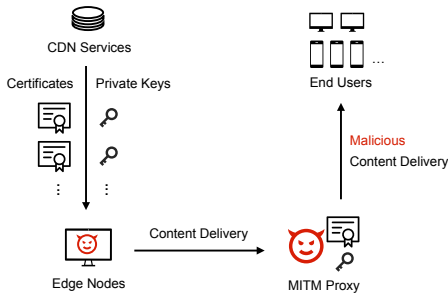 CDN Services
Certificates
Private Keys
⋮
⋮
Edge Nodes
Content Delivery
MITM Proxy
Malicious
Content Delivery
...
End Users